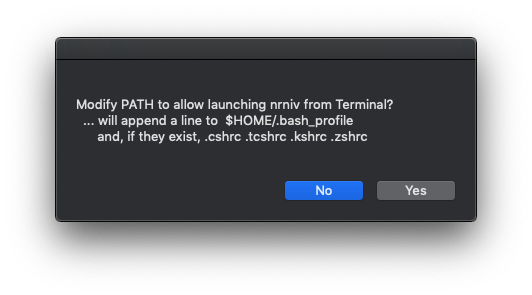 Modify PATH to allow launching nrniv from Terminal?
... will append a line to $HOME/.bash_profile
and, if they exist, .cshrc .tcshrc .kshrc .zshrc
No Yes